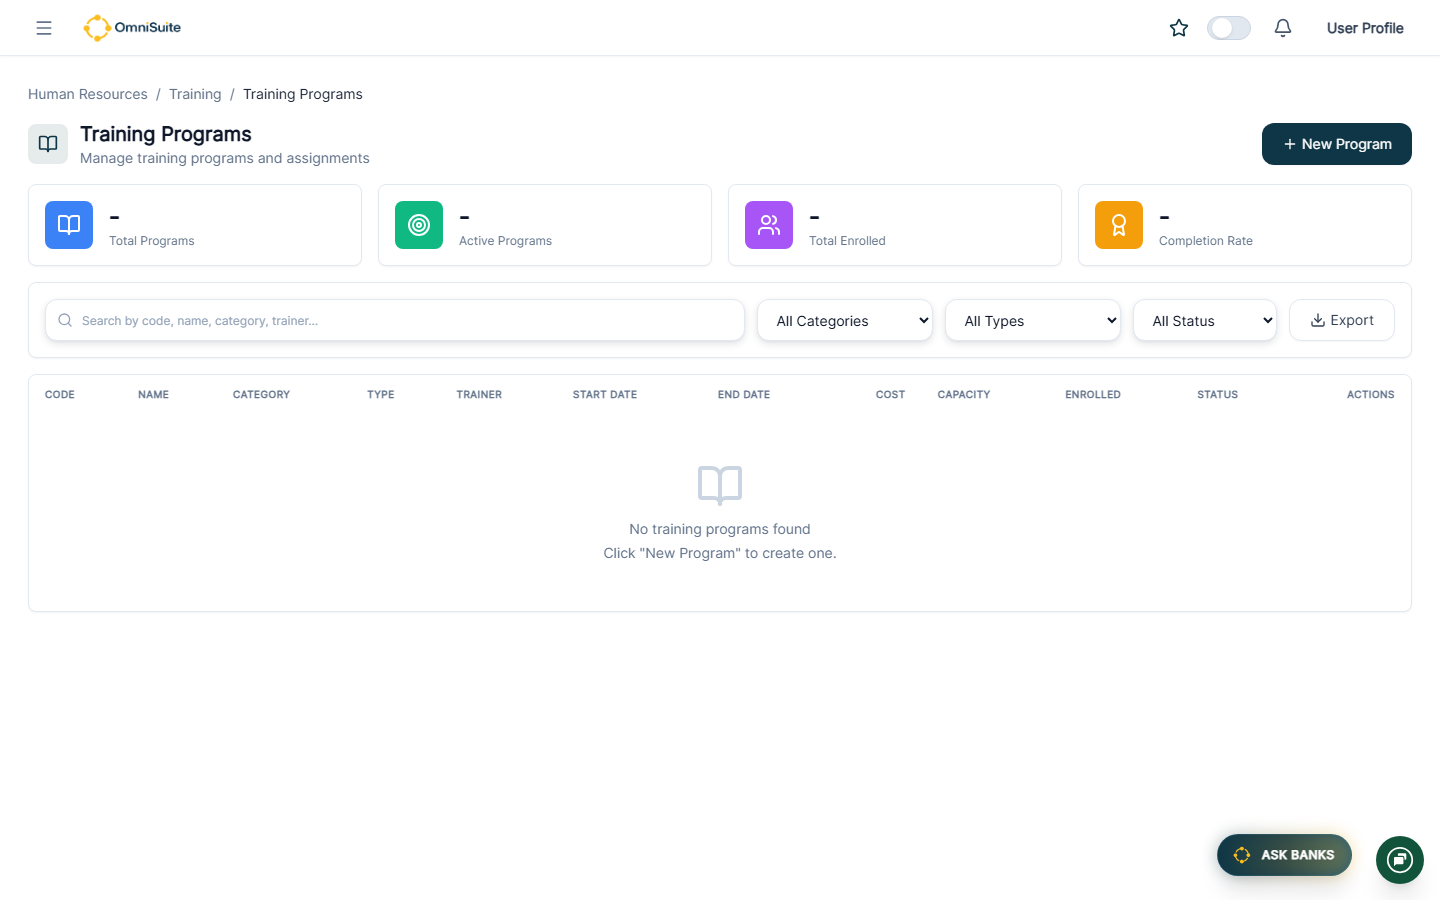 OmniSuite
User Profile
Human Resources / Training / Training Programs
Training Programs
Manage training programs and assignments
+ New Program
-
Total Programs
-
Active Programs
-
Total Enrolled
-
Completion Rate
Search by code, name, category, trainer...
All Categories
All Types
All Status
Export
CODE NAME CATEGORY TYPE TRAINER START DATE END DATE COST CAPACITY ENROLLED STATUS ACTIONS
No training programs found
Click "New Program" to create one.
ASK BANKS